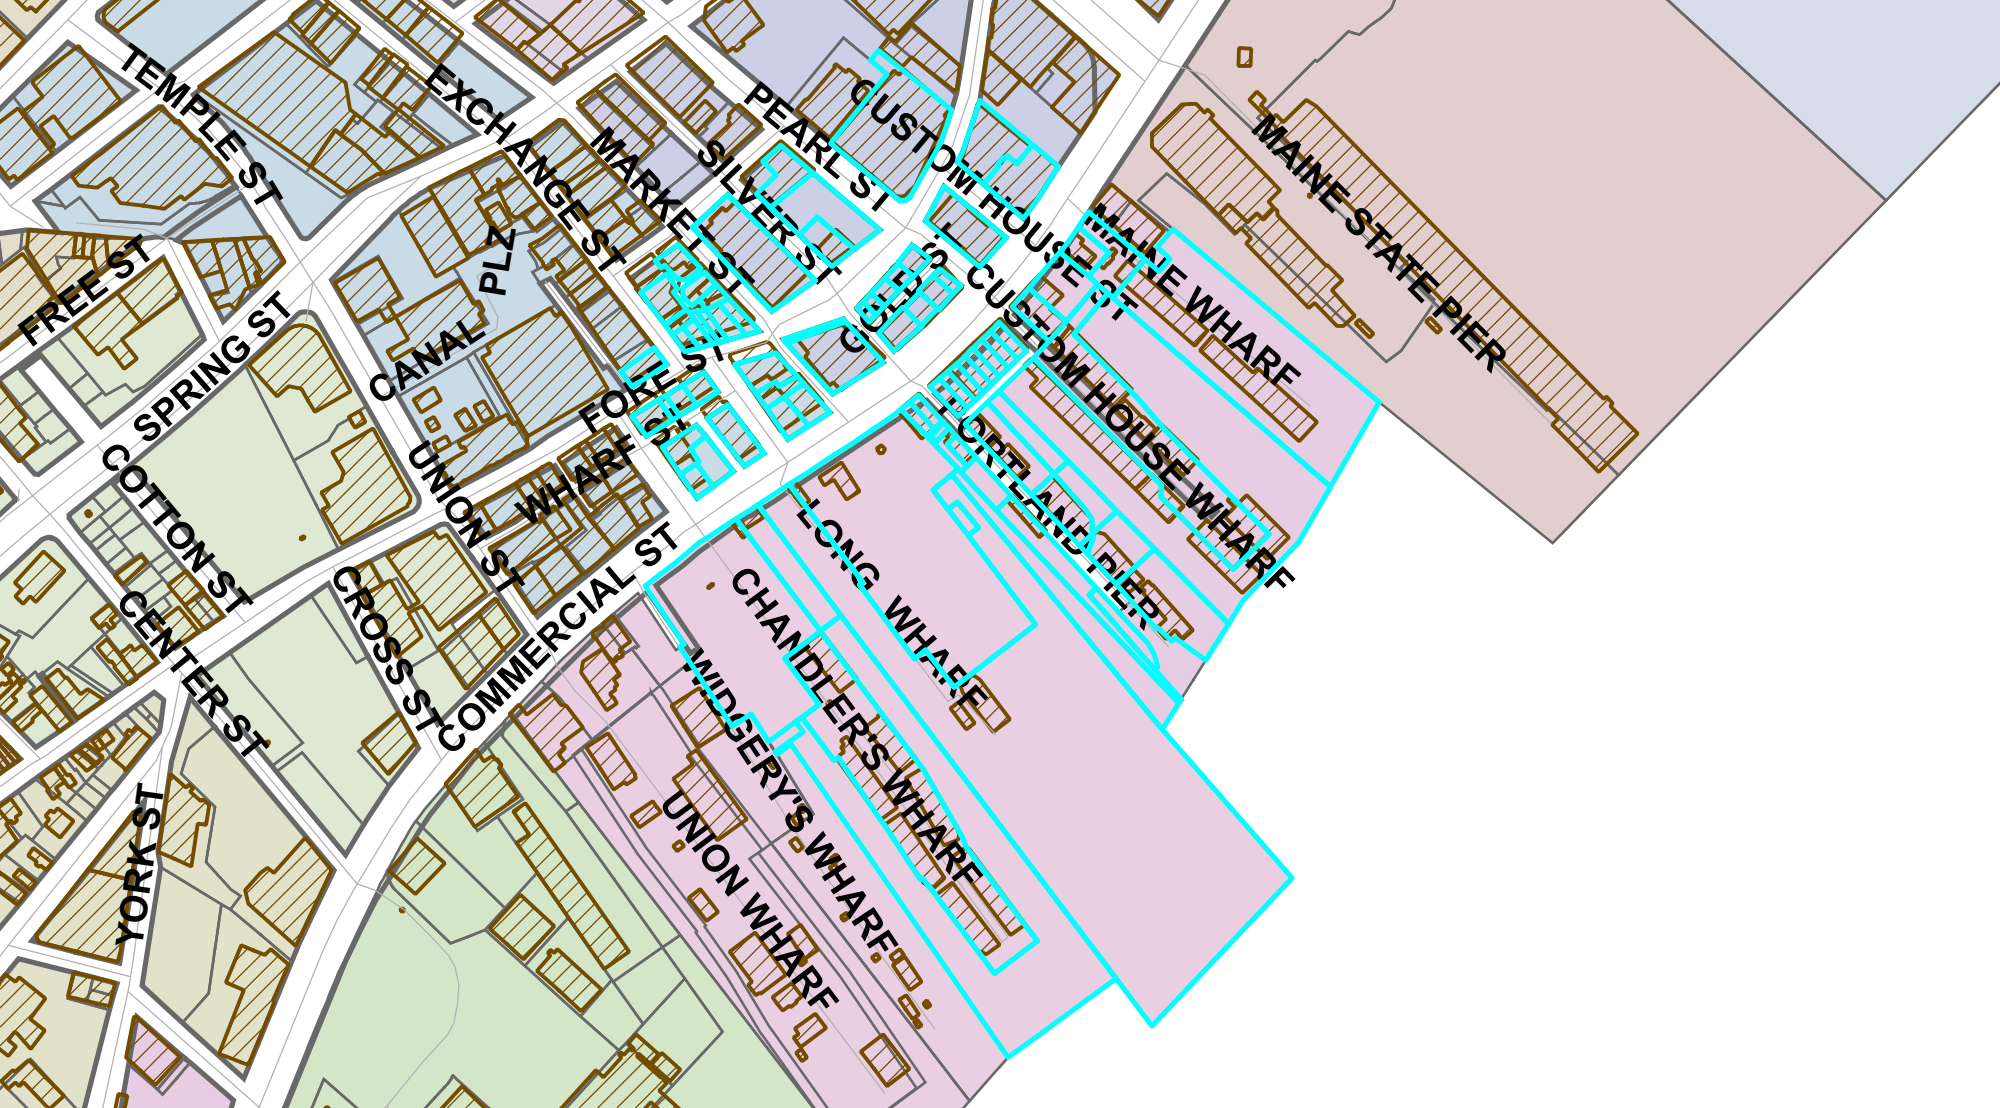 TEMPLE ST
EXCHANGE ST
PEARL ST
CUSTOM HOUSE ST
MARKET ST
SILVER ST
MAINE STATE PIER
MAINE WHARF
FREE ST
PLZ
CANAL
SPRING ST
FORE ST
CUSTOM HOUSE WHARF
PORTLAND PIER
UNION ST
WHARF ST
COTTON ST
CENTER ST
CROSS ST
COMMERCIAL ST
LONG WHARF
CHANDLER'S WHARF
WIDGERY'S WHARF
UNION WHARF
YORK ST